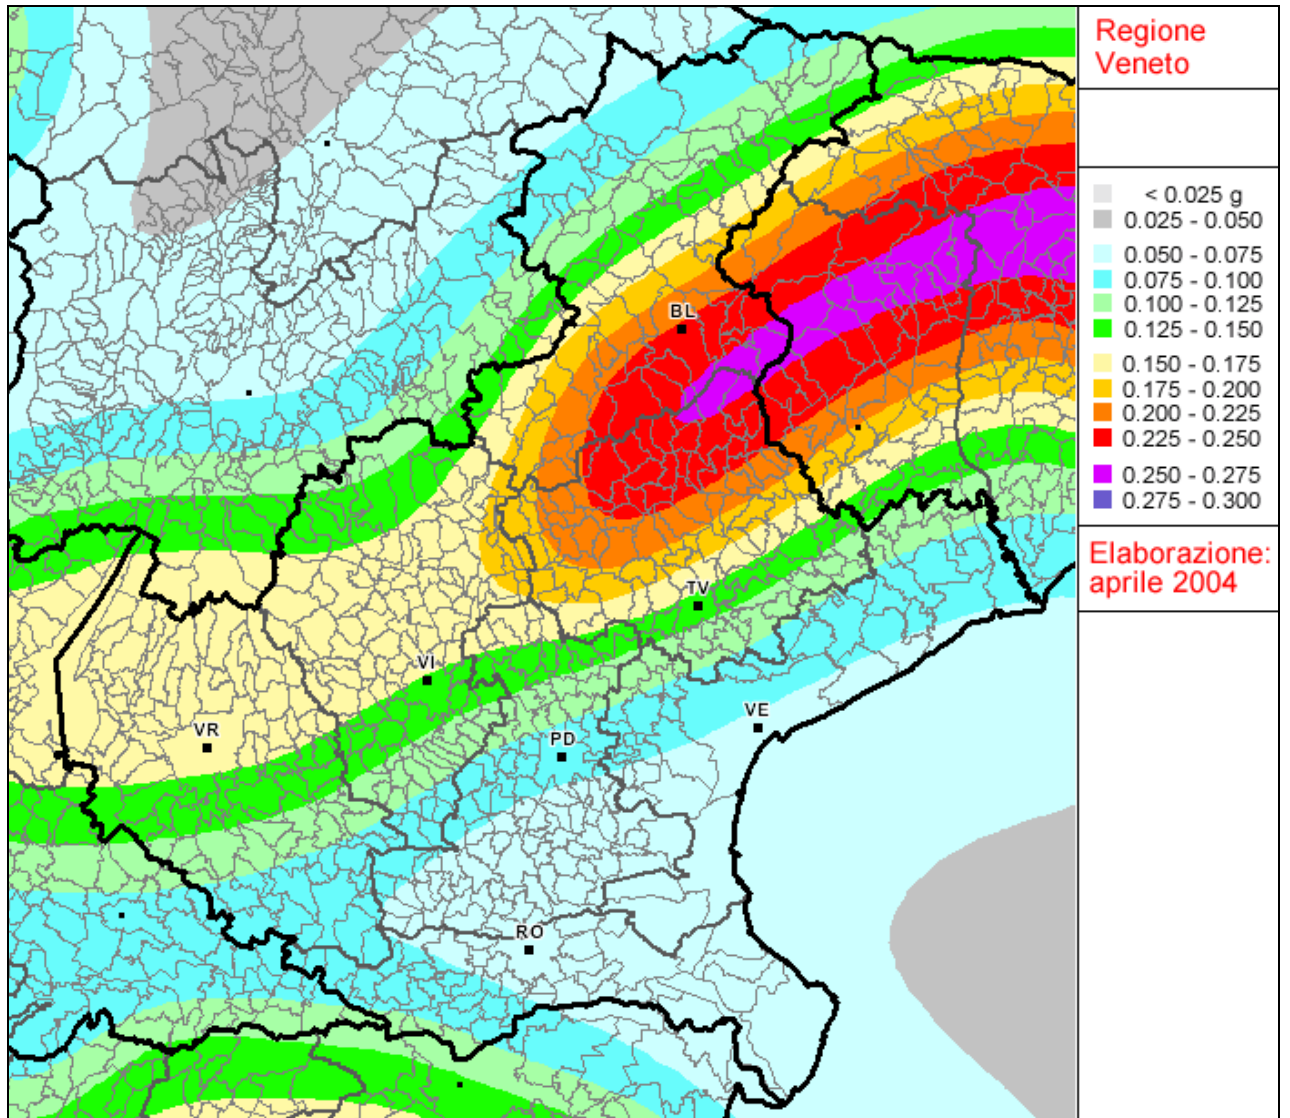 Regione
Veneto
< 0.025 g
0.025 - 0.050
0.050 - 0.075
0.075 - 0.100
0.100 - 0.125
0.125 - 0.150
0.150 - 0.175
0.175 - 0.200
0.200 - 0.225
0.225 - 0.250
0.250 - 0.275
0.275 - 0.300
Elaborazione:
aprile 2004
BL
TV
VI
VE
VR
PD
RO